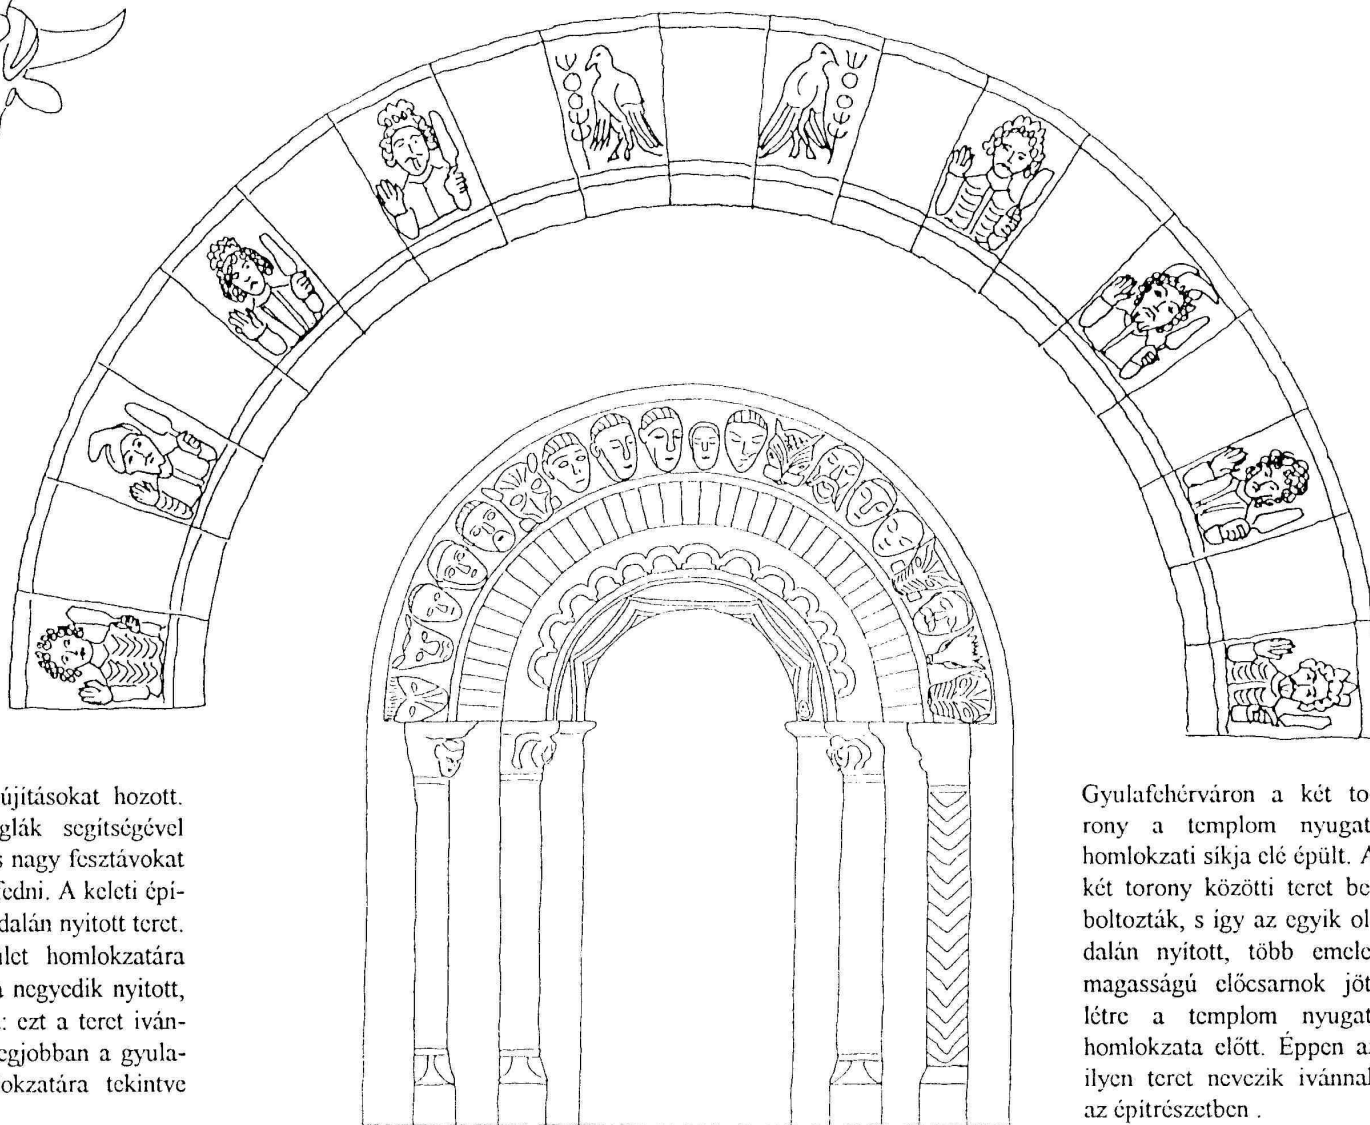 újításokat hozott.
glák segítségével
s nagy fesztávokat
fedni. A keleti épí-
dalán nyitott teret.
let homlokzatára
a negyedik nyitott,
: ezt a teret iván-
egjobban a gyula-
okzatára tekintve
Gyulafehérváron a két to
rony a templom nyugat
homlokzati síkja elé épült. A
két torony közötti teret be
boltozták, s így az egyik ol
dalán nyitott, több emele
magasságú előcsarnok jöt
létre a templom nyugat
homlokzata előtt. Éppen a
ilyen teret nevezik ivánnal
az építrészetben .